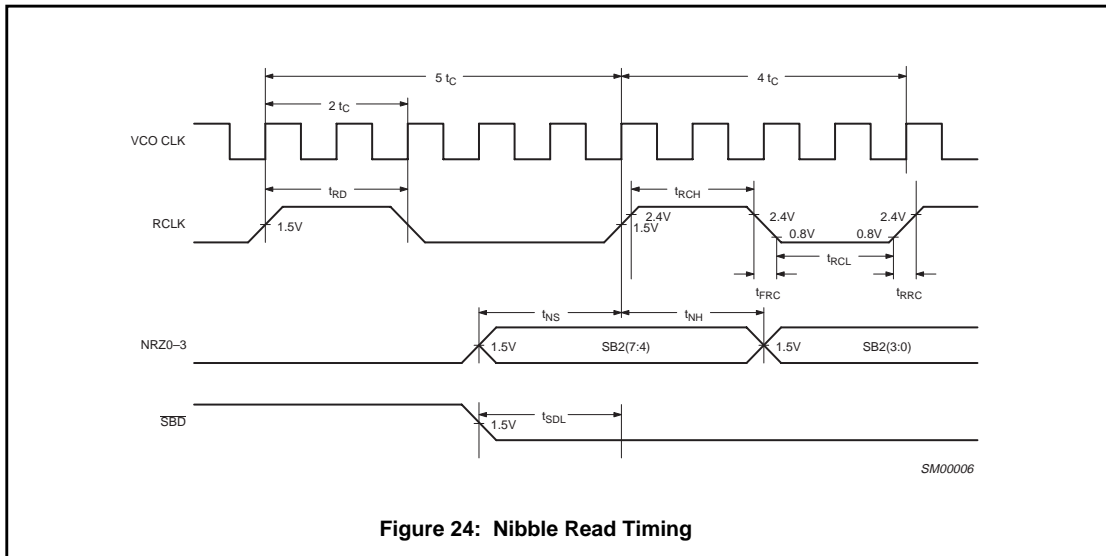 5 tC
4 tC
2 tC
VCO CLK
tRD
tRCH
RCLK
1.5V
2.4V
1.5V
2.4V
0.8V
0.8V
2.4V
tRCL
tFRC
tRRC
tNS
tNH
NRZ0–3
1.5V
SB2(7:4)
1.5V
SB2(3:0)
SBD
tSDL
1.5V
SM00006
Figure 24: Nibble Read Timing